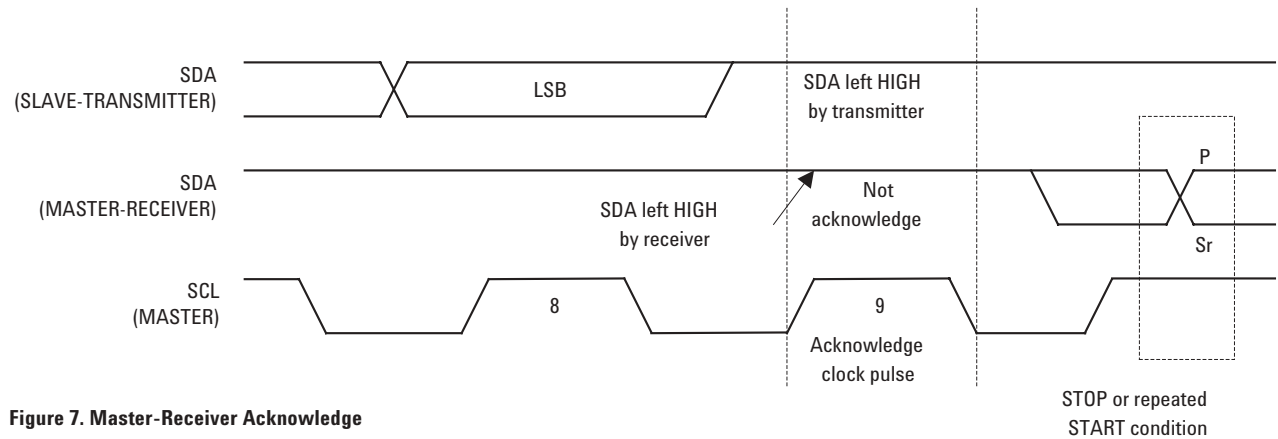 SDA
(SLAVE-TRANSMITTER)
LSB
SDA left HIGH
by transmitter
SDA
(MASTER-RECEIVER)
P
SDA left HIGH
by receiver
Not
acknowledge
Sr
SCL
(MASTER)
8
9
Acknowledge
clock pulse
STOP or repeated
START condition
Figure 7. Master-Receiver Acknowledge